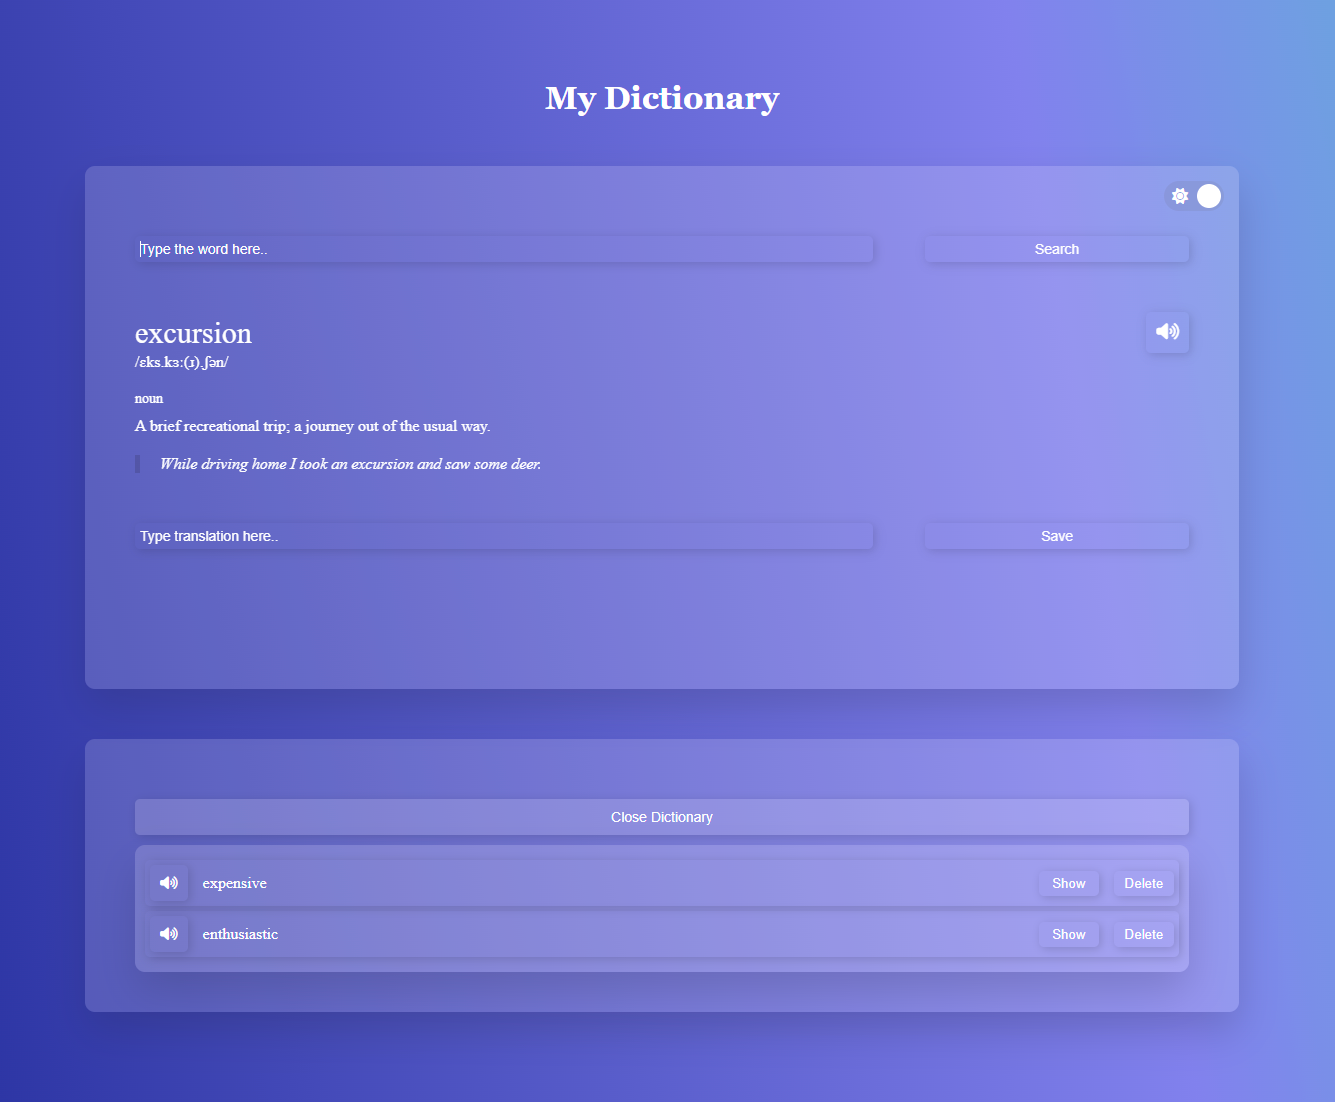 My Dictionary
Type the word here..
Search
excursion
/ɛks.kɜː(ɹ).ʃən/
noun
A brief recreational trip; a journey out of the usual way.
While driving home I took an excursion and saw some deer.
Type translation here..
Save
Close Dictionary
expensive
Show
Delete
enthusiastic
Show
Delete